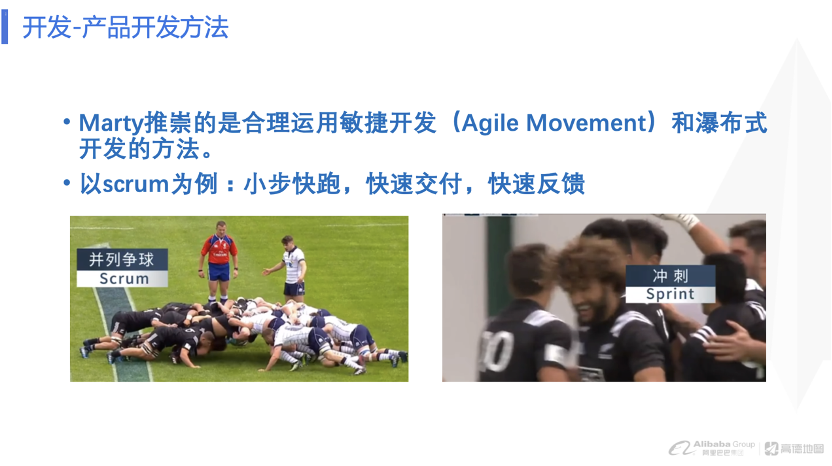 开发-产品开发方法
• Marty推崇的是合理运用敏捷开发（Agile Movement）和瀑布式
开发的方法。
• 以scrum为例：小步快跑，快速交付，快速反馈
并列争球
Scrum
冲刺
Sprint
Alibaba Group
阿里巴巴集团
高德地图